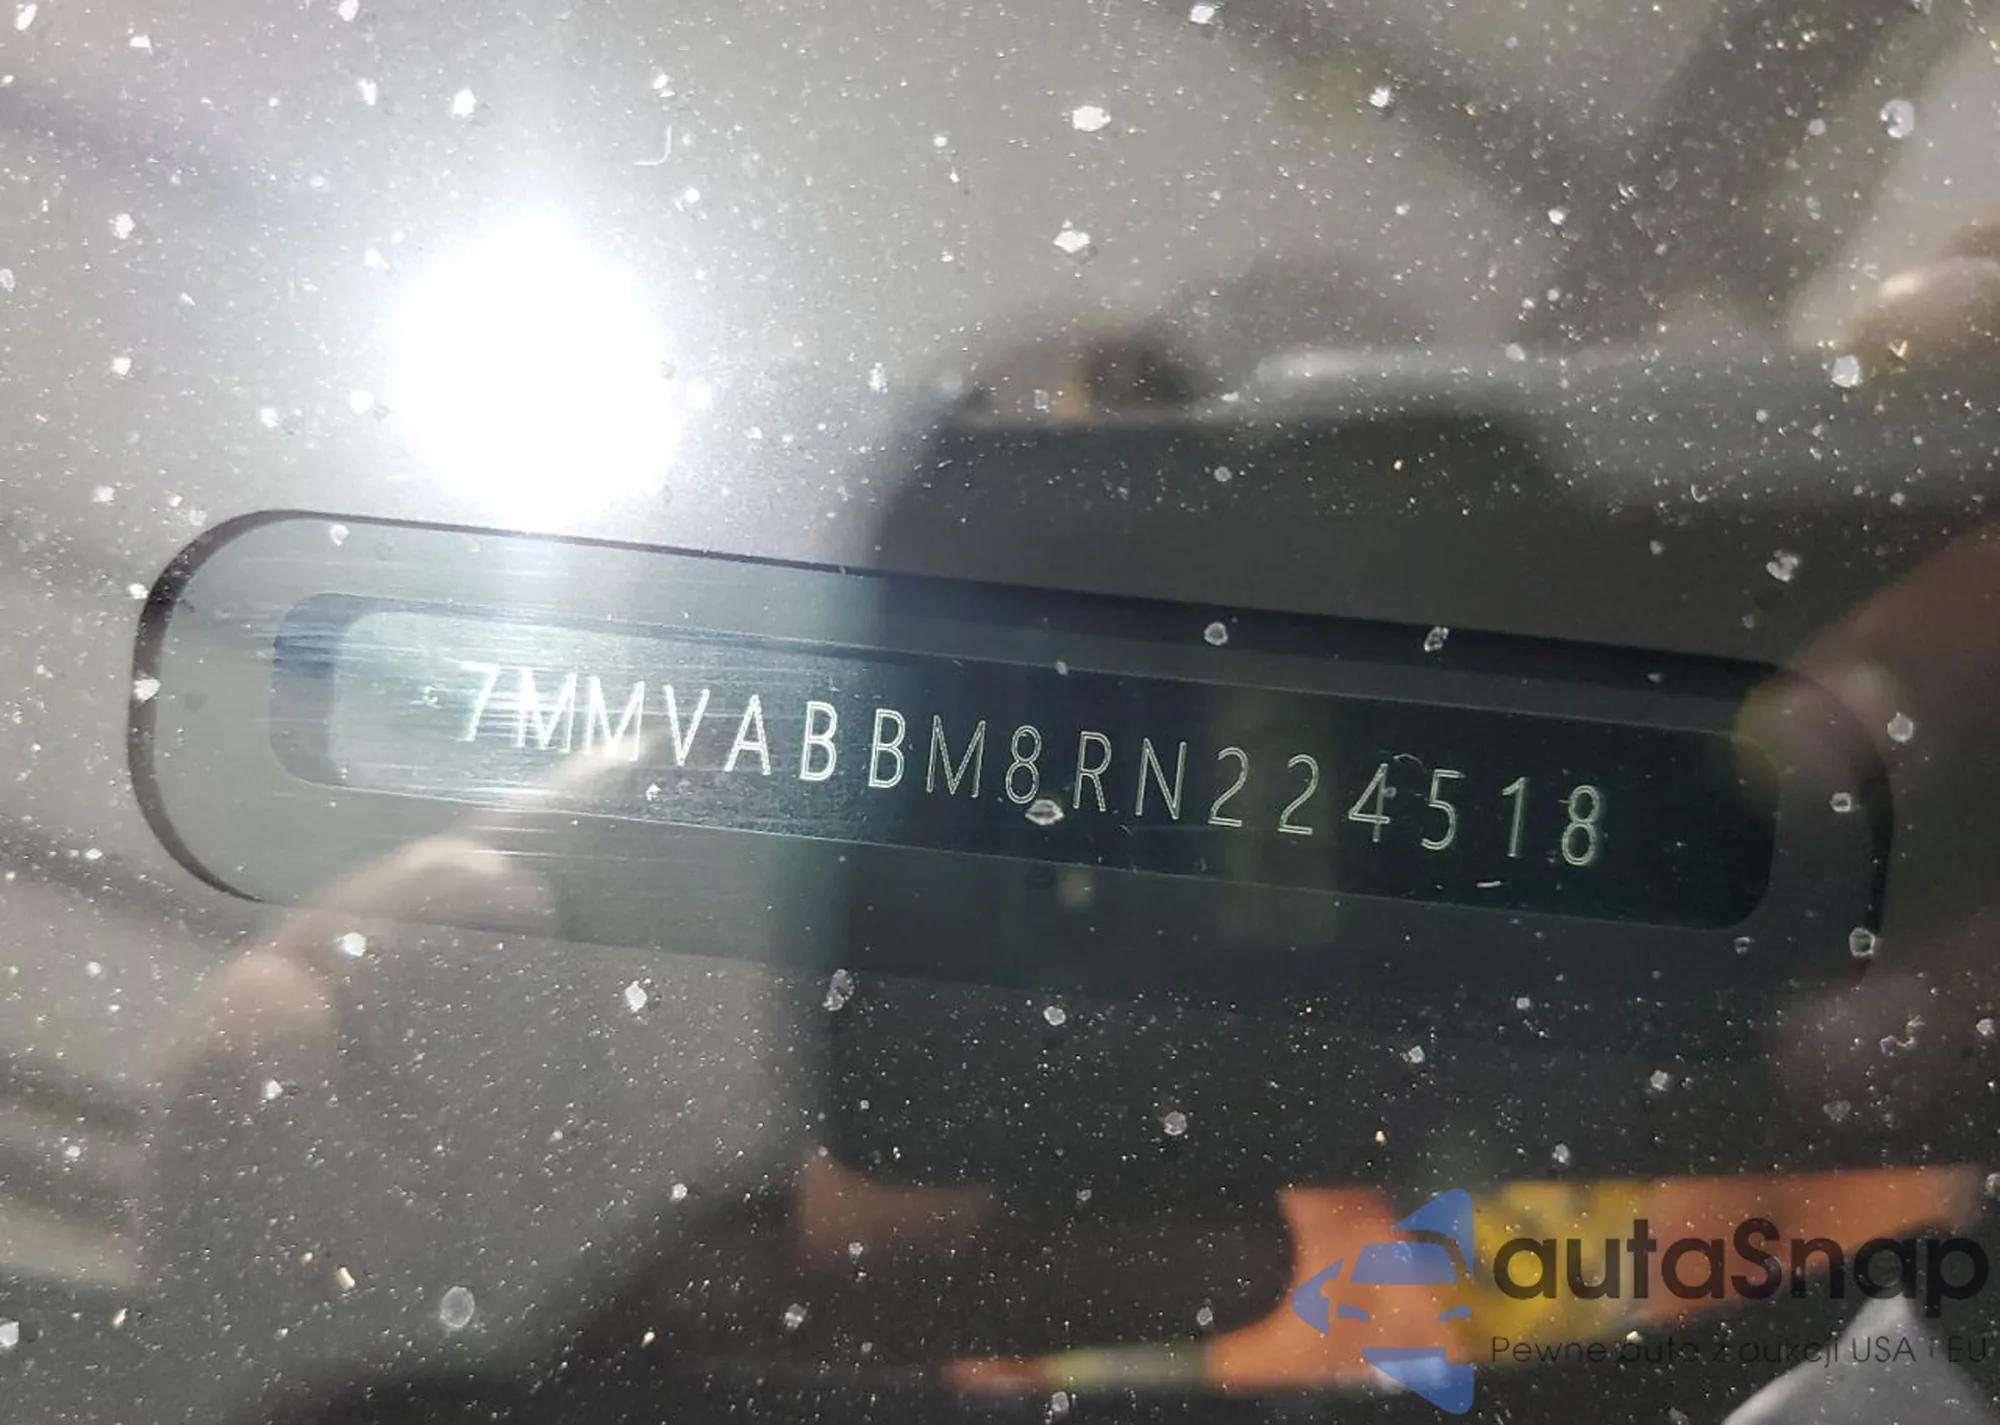 7MMVABBM8RN224518
autaSnap
Pewne auta z aukcji USA i EU